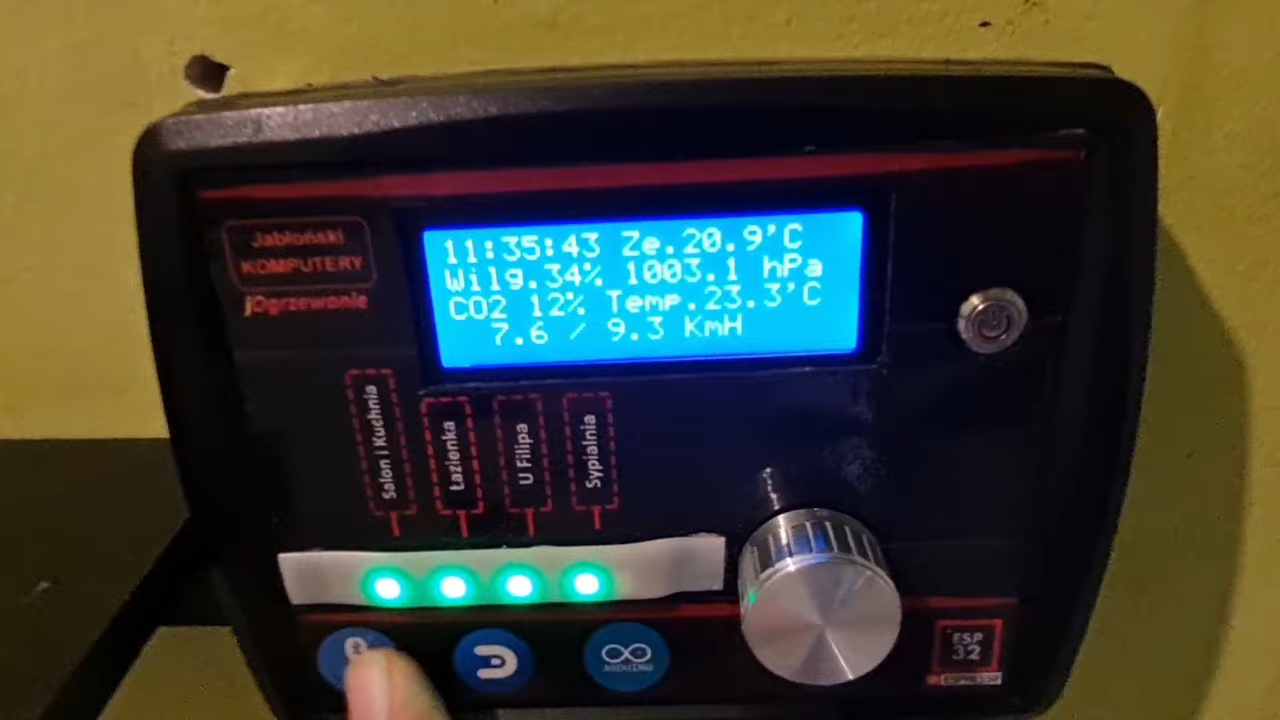 Jabłoński
KOMPUTERY
jOgrzewanie
11:35:43 Ze.20.9'C
Wilg.34% 1003.1 hPa
CO2 12% Temp.23.3'C
7.6 / 9.3 KmH
Salon i Kuchnia
Łazienka
U Filipa
Sypialnia
ARDUINO
ESP
32